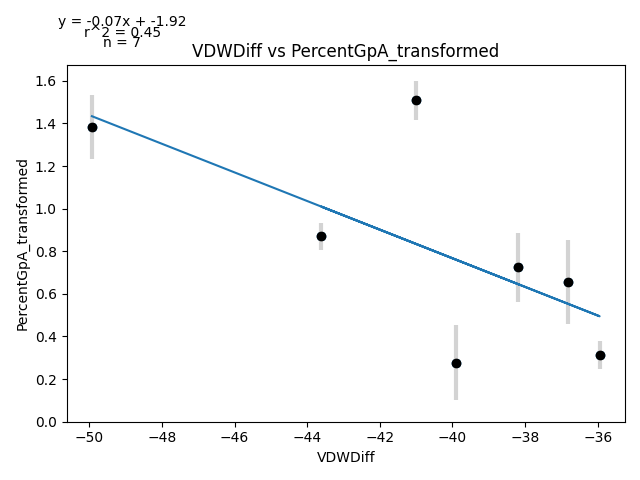 y = -0.07x + -1.92
r^2 = 0.45
n = 7
VDWDiff vs PercentGpA_transformed
PercentGpA_transformed
1.6
1.4
1.2
1.0
0.8
0.6
0.4
0.2
0.0
−50 −48 −46 −44 −42 −40 −38 −36
VDWDiff